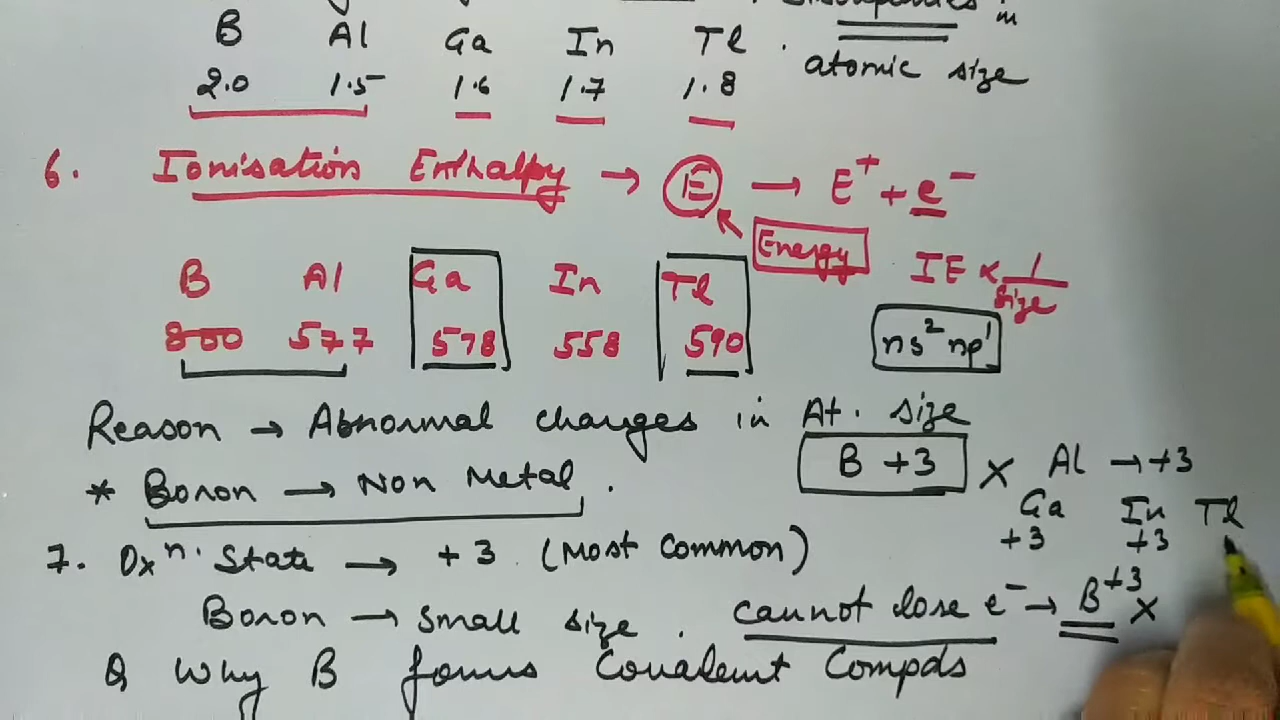 B Al Ga In Tl . in
2.0 1.5 1.6 1.7 1.8 atomic size
6. Ionisation Enthalpy → E → E⁺ + e⁻
Energy
B Al Ga In Tl IE ∝ 1/size
800 577 578 558 590 ns² np¹
Reason → Abnormal changes in At. size
B +3 X Al → +3
* Boron → Non Metal .
Ga In Tl
+3 +3
7. Oxⁿ. State → +3 (Most Common)
Boron → small size . cannot lose e⁻ → B⁺³ X
Q Why B forms Covalent Compds